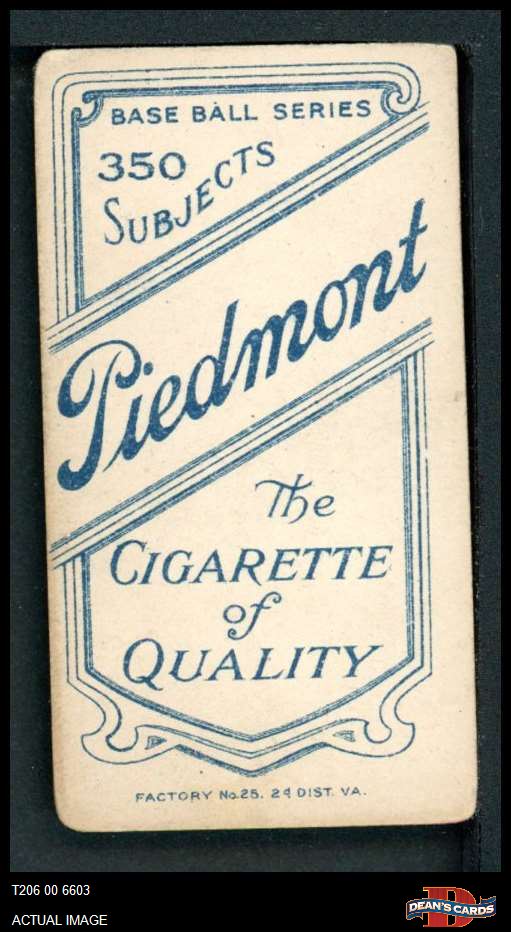 BASE BALL SERIES
350
SUBJECTS
Piedmont
The
CIGARETTE
of
QUALITY
FACTORY No. 25. 2d DIST. VA.
T206 00 6603
ACTUAL IMAGE
D
DEAN'S CARDS